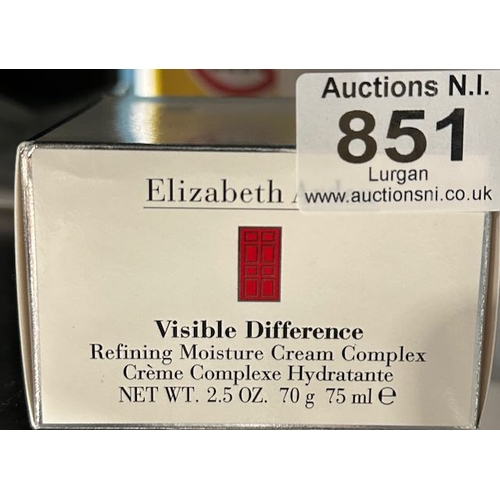 Auctions N.I.
851
Lurgan
www.auctionsni.co.uk
Elizabeth
Visible Difference
Refining Moisture Cream Complex
Crème Complexe Hydratante
NET WT. 2.5 OZ. 70 g 75 ml ℮